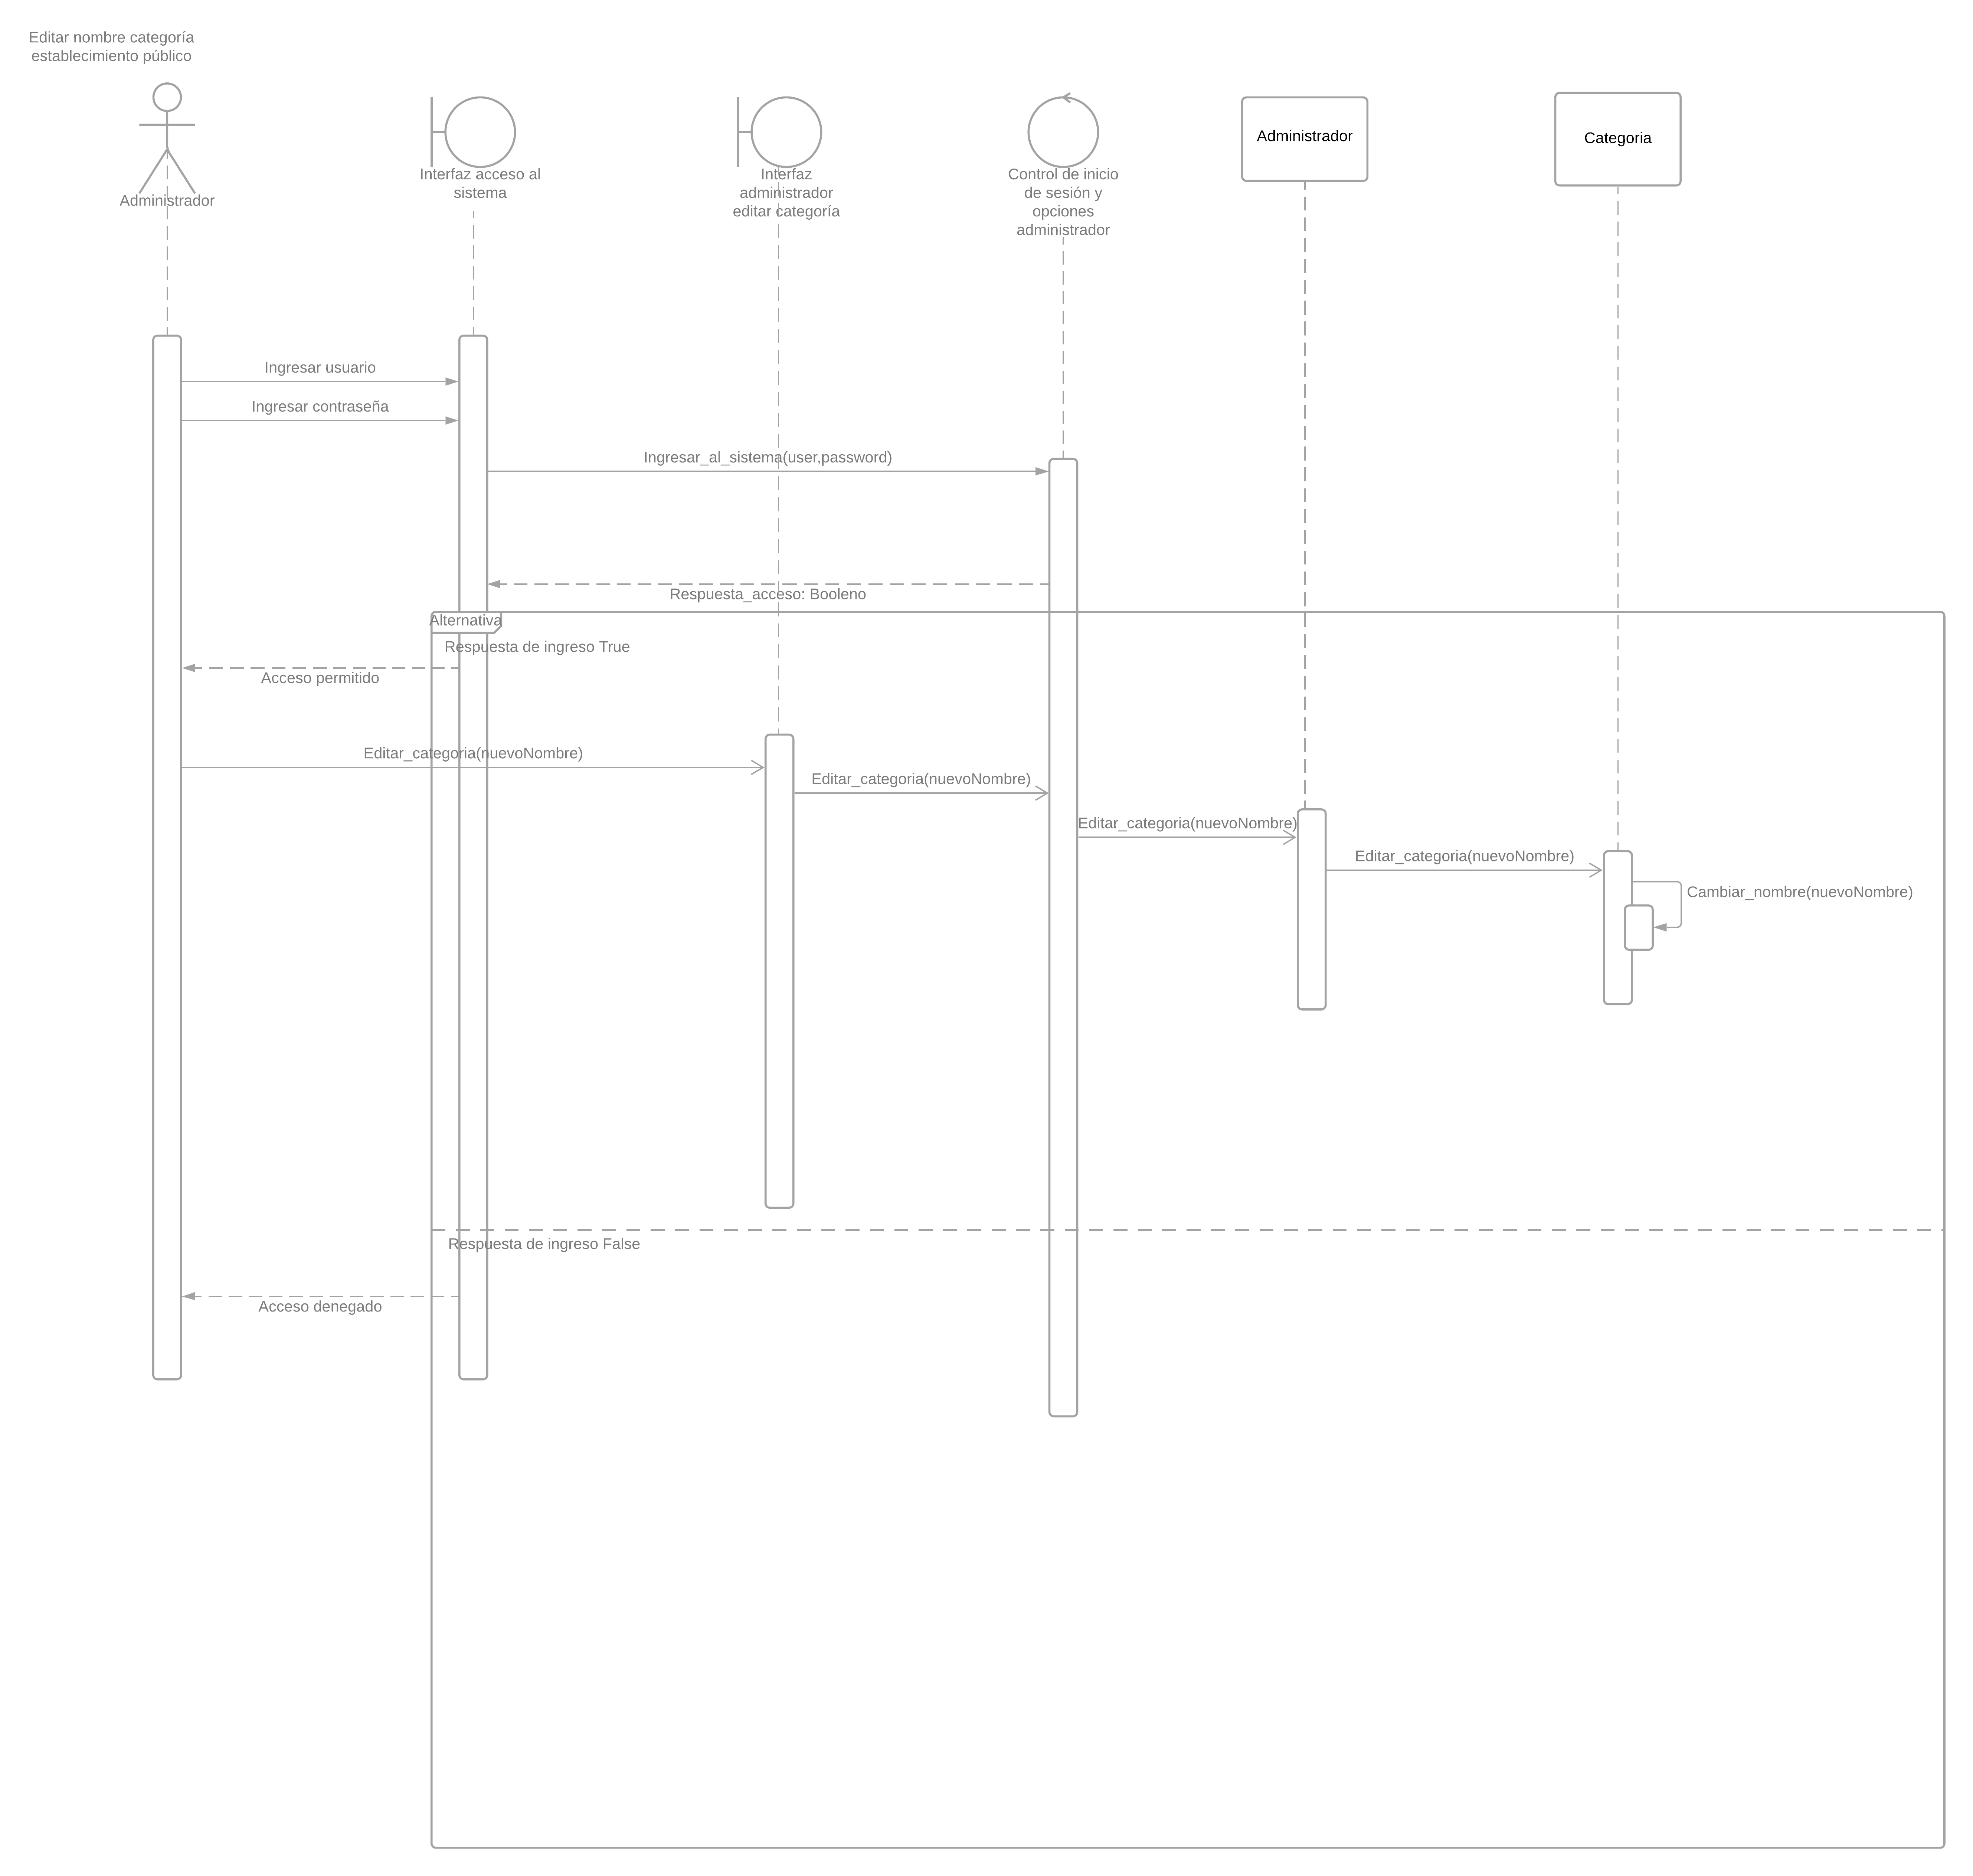 Editar nombre categoría
establecimiento público
Administrador
Interfaz acceso al
sistema
Interfaz
administrador
editar categoría
Control de inicio
de sesión y
opciones
administrador
Administrador
Categoria
Ingresar usuario
Ingresar contraseña
Ingresar_al_sistema(user,password)
Respuesta_acceso: Booleno
Alternativa
Respuesta de ingreso True
Acceso permitido
Editar_categoria(nuevoNombre)
Editar_categoria(nuevoNombre)
Editar_categoria(nuevoNombre)
Editar_categoria(nuevoNombre)
Cambiar_nombre(nuevoNombre)
Respuesta de ingreso False
Acceso denegado